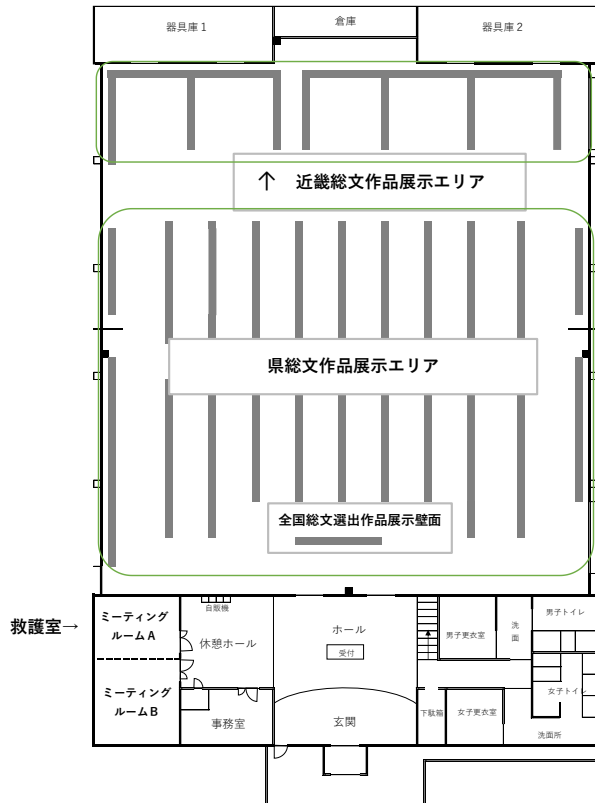 器具庫1
倉庫
器具庫2
↑ 近畿総文作品展示エリア
県総文作品展示エリア
全国総文選出作品展示壁面
救護室→
ミーティング
ルームA
ミーティング
ルームB
自販機
休憩ホール
事務室
ホール
受付
玄関
男子更衣室
洗
面
男子トイレ
下駄箱
女子更衣室
女子トイレ
洗面所